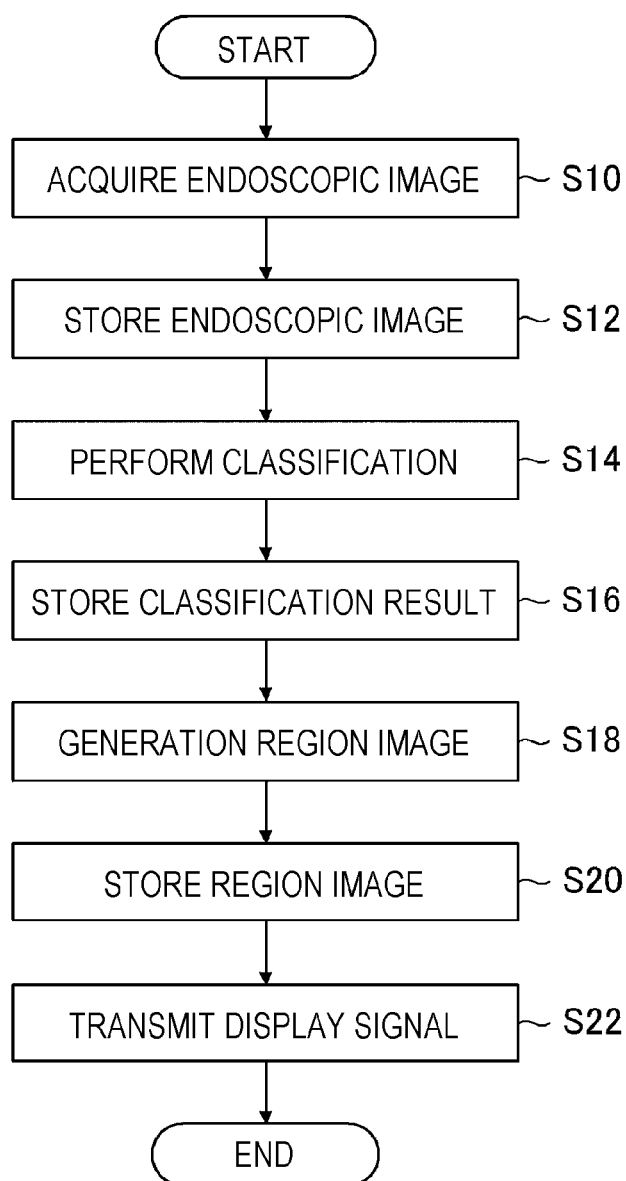 START
ACQUIRE ENDOSCOPIC IMAGE ~ S10
STORE ENDOSCOPIC IMAGE ~ S12
PERFORM CLASSIFICATION ~ S14
STORE CLASSIFICATION RESULT ~ S16
GENERATION REGION IMAGE ~ S18
STORE REGION IMAGE ~ S20
TRANSMIT DISPLAY SIGNAL ~ S22
END